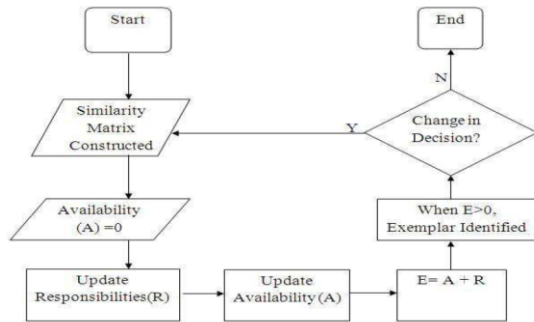 Start
Similarity
Matrix
Constructed
Availability
(A) =0
Update
Responsibilities(R)
Update
Availability(A)
E= A + R
When E>0,
Exemplar Identified
Change in
Decision?
Y
N
End